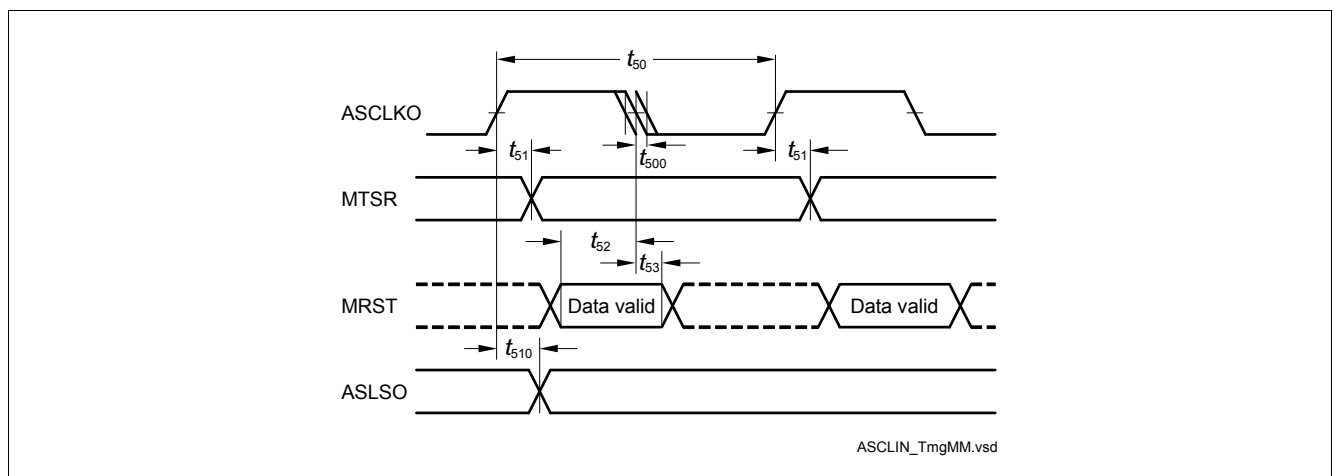 t50
ASCLKO
t51
t500
t51
MTSR
t52
t53
MRST
Data valid
Data valid
t510
ASLSO
ASCLIN_TmgMM.vsd